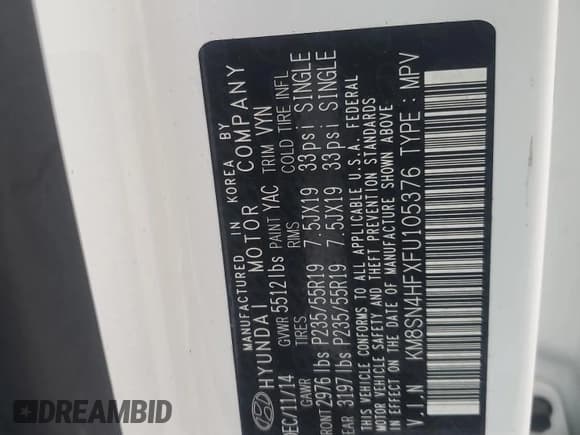 MANUFACTURED IN KOREA BY
HYUNDAI MOTOR COMPANY
DEC/11/14 GVWR 5512 lbs PAINT YAC TRIM VYN
GAWR TIRES RIMS COLD TIRE INFL
FRONT 2976 lbs P235/55R19 7.5JX19 33psi SINGLE
REAR 3197 lbs P235/55R19 7.5JX19 33psi SINGLE
THIS VEHICLE CONFORMS TO ALL APPLICABLE U.S.A. FEDERAL
MOTOR VEHICLE SAFETY AND THEFT PREVENTION STANDARDS
IN EFFECT ON THE DATE OF MANUFACTURE SHOWN ABOVE
V.I.N KM8SN4HFXFU105376 TYPE : MPV
DREAMBID